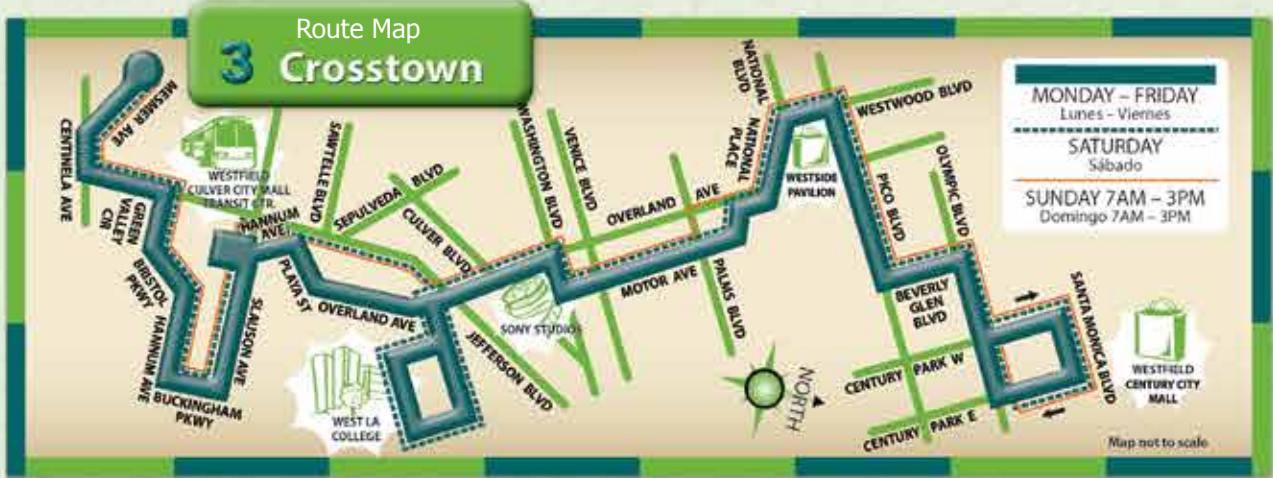 Route Map
3 Crosstown
MONDAY – FRIDAY
Lunes – Viernes
SATURDAY
Sábado
SUNDAY 7AM – 3PM
Domingo 7AM – 3PM
MESMER AVE
CENTINELA AVE
WESTFIELD
CULVER CITY MALL
TRANSIT CTR.
GREEN
VALLEY
CIR
BRISTOL
PKWY
HANNUM AVE
BUCKINGHAM
PKWY
SLAUSON AVE
HANNUM
AVE
PLAYA ST
SAWTELLE BLVD
SEPULVEDA BLVD
CULVER BLVD
OVERLAND AVE
WEST LA
COLLEGE
JEFFERSON BLVD
SONY STUDIOS
WASHINGTON BLVD
VENICE BLVD
OVERLAND AVE
MOTOR AVE
PALMS BLVD
NATIONAL
BLVD
NATIONAL
PLACE
WESTSIDE
PAVILION
WESTWOOD BLVD
PICO BLVD
OLYMPIC BLVD
BEVERLY
GLEN
BLVD
CENTURY PARK W
CENTURY PARK E
SANTA MONICA BLVD
WESTFIELD
CENTURY CITY
MALL
NORTH
Map not to scale